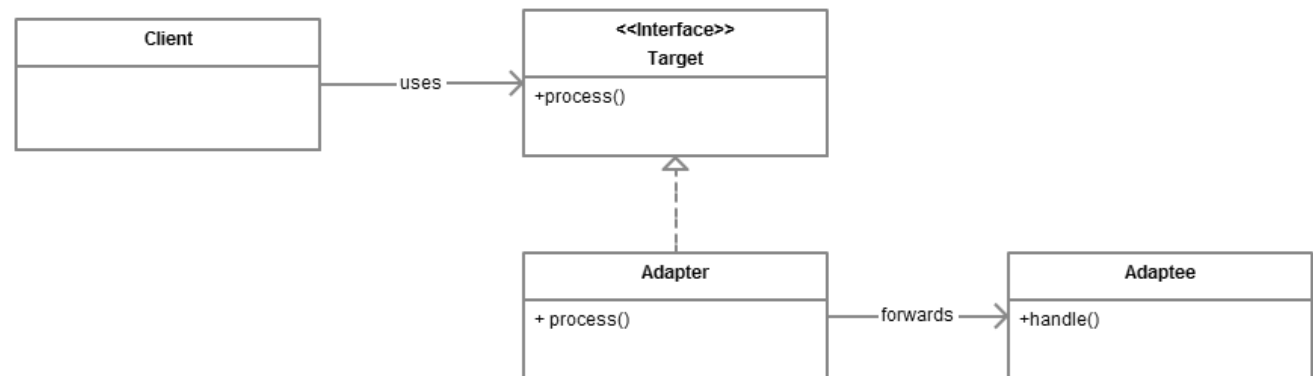 Client
<<Interface>>
Target
uses
+process()
Adapter
+ process()
forwards
Adaptee
+handle()